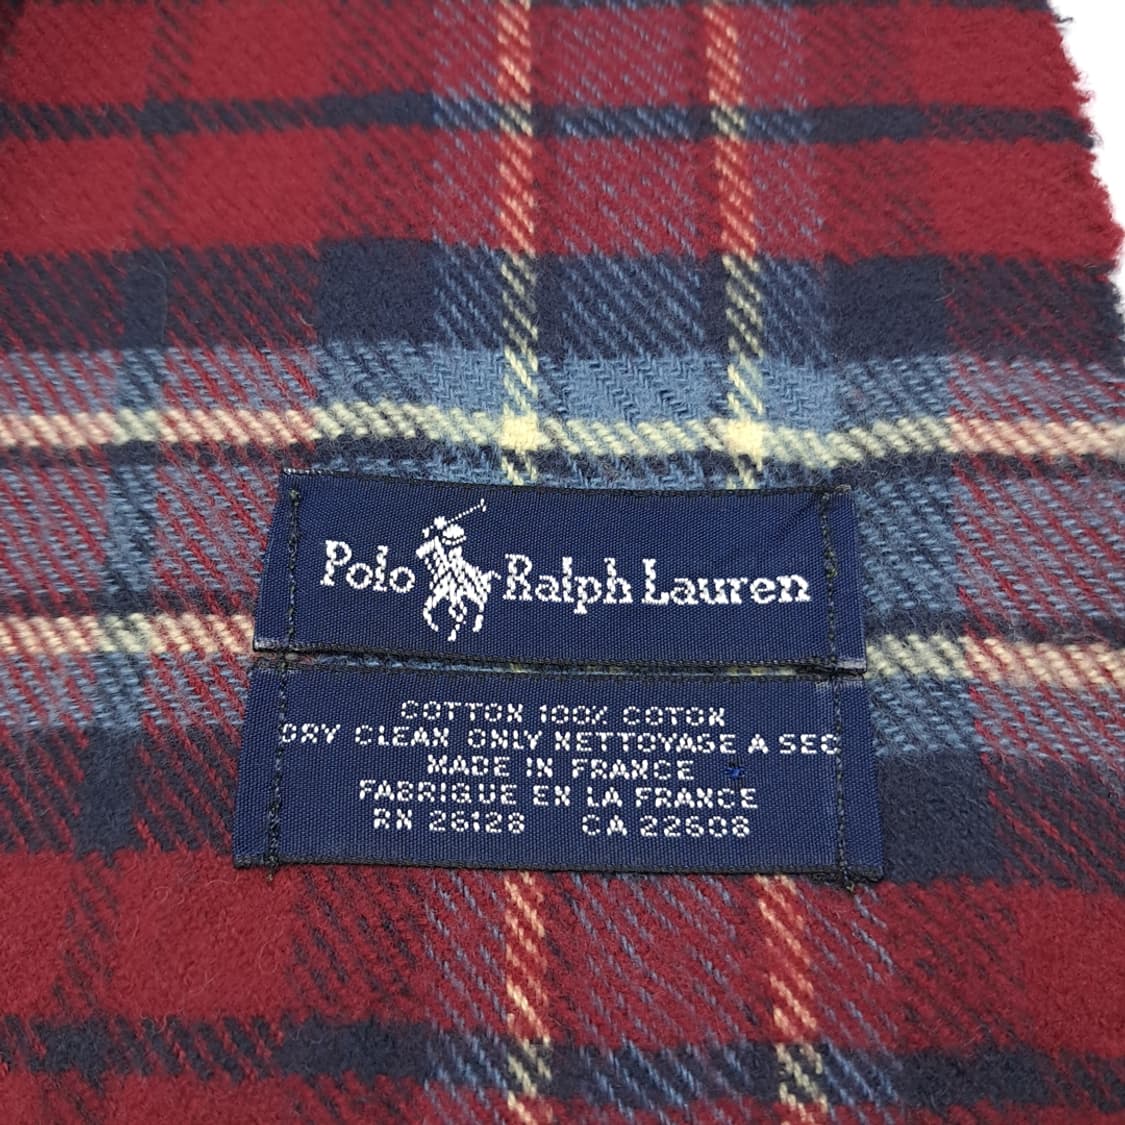 Polo Ralph Lauren
COTTON 100% COTON
DRY CLEAN ONLY NETTOYAGE A SEC
MADE IN FRANCE
FABRIQUE EN LA FRANCE
RN 26128 CA 22608